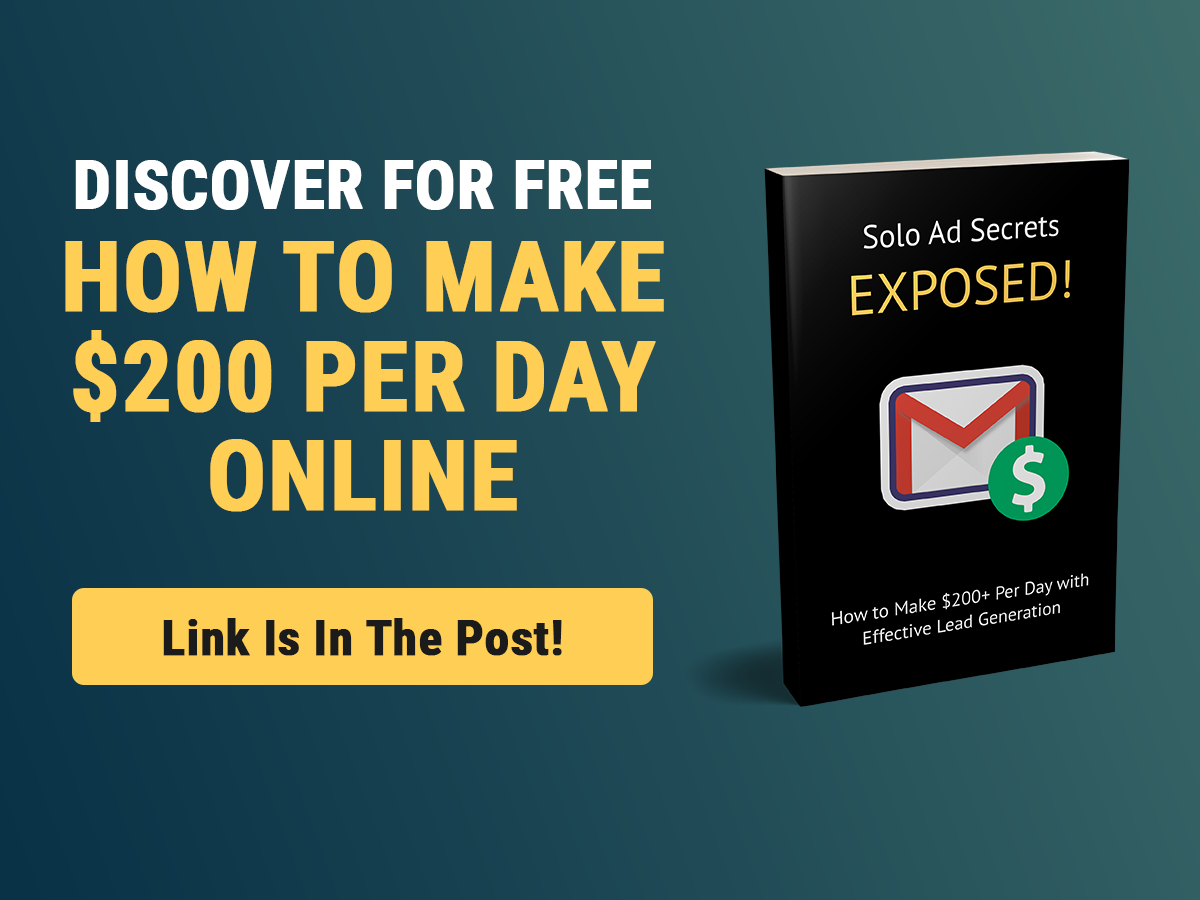 DISCOVER FOR FREE
HOW TO MAKE
$200 PER DAY
ONLINE
Link Is In The Post!
Solo Ad Secrets
EXPOSED!
$
How to Make $200+ Per Day with
Effective Lead Generation